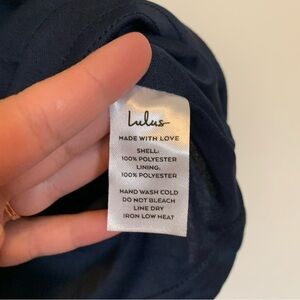 Lulus
MADE WITH LOVE
SHELL:
100% POLYESTER
LINING:
100% POLYESTER
HAND WASH COLD
DO NOT BLEACH
LINE DRY
IRON LOW HEAT